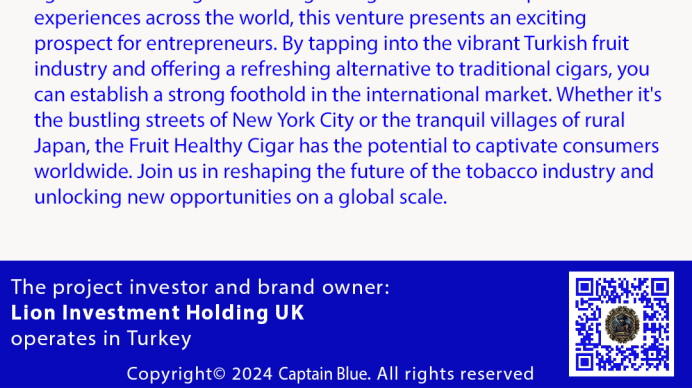 experiences across the world, this venture presents an exciting
prospect for entrepreneurs. By tapping into the vibrant Turkish fruit
industry and offering a refreshing alternative to traditional cigars, you
can establish a strong foothold in the international market. Whether it's
the bustling streets of New York City or the tranquil villages of rural
Japan, the Fruit Healthy Cigar has the potential to captivate consumers
worldwide. Join us in reshaping the future of the tobacco industry and
unlocking new opportunities on a global scale.
The project investor and brand owner:
Lion Investment Holding UK
operates in Turkey
Copyright© 2024 Captain Blue. All rights reserved